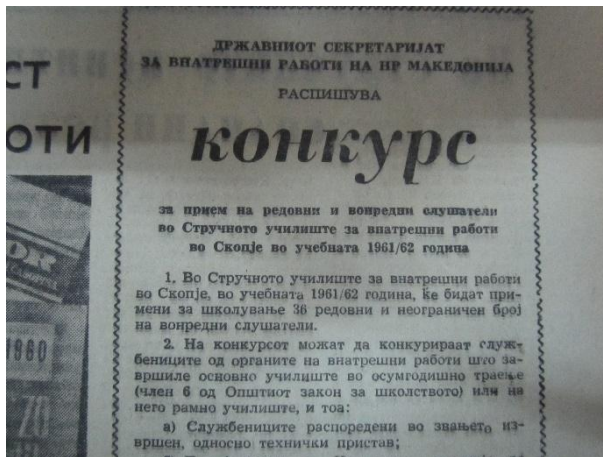 СТ
ОТИ
DR
1960
ДРЖАВНИОТ СЕКРЕТАРИЈАТ
ЗА ВНАТРЕШНИ РАБОТИ НА НР МАКЕДОНИЈА
РАСПИШУВА
конкурс
за прием на редовни и вонредни слушатели
во Стручното училиште за внатрешни работи
во Скопје во учебната 1961/62 година
1. Во Стручното училиште за внатрешни работи
во Скопје, во учебната 1961/62 година, ќе бидат при-
мени за школување 36 редовни и неограничен број
на вонредни слушатели.
2. На конкурсот можат да конкурираат служ-
бениците од органите на внатрешни работи што за-
вршиле основно училиште во осумгодишно траење
(член 6 од Општиот закон за школството) или на
него рамно училиште, и тоа:
а) Службениците распоредени во звањето из-
вршен, односно технички пристав;